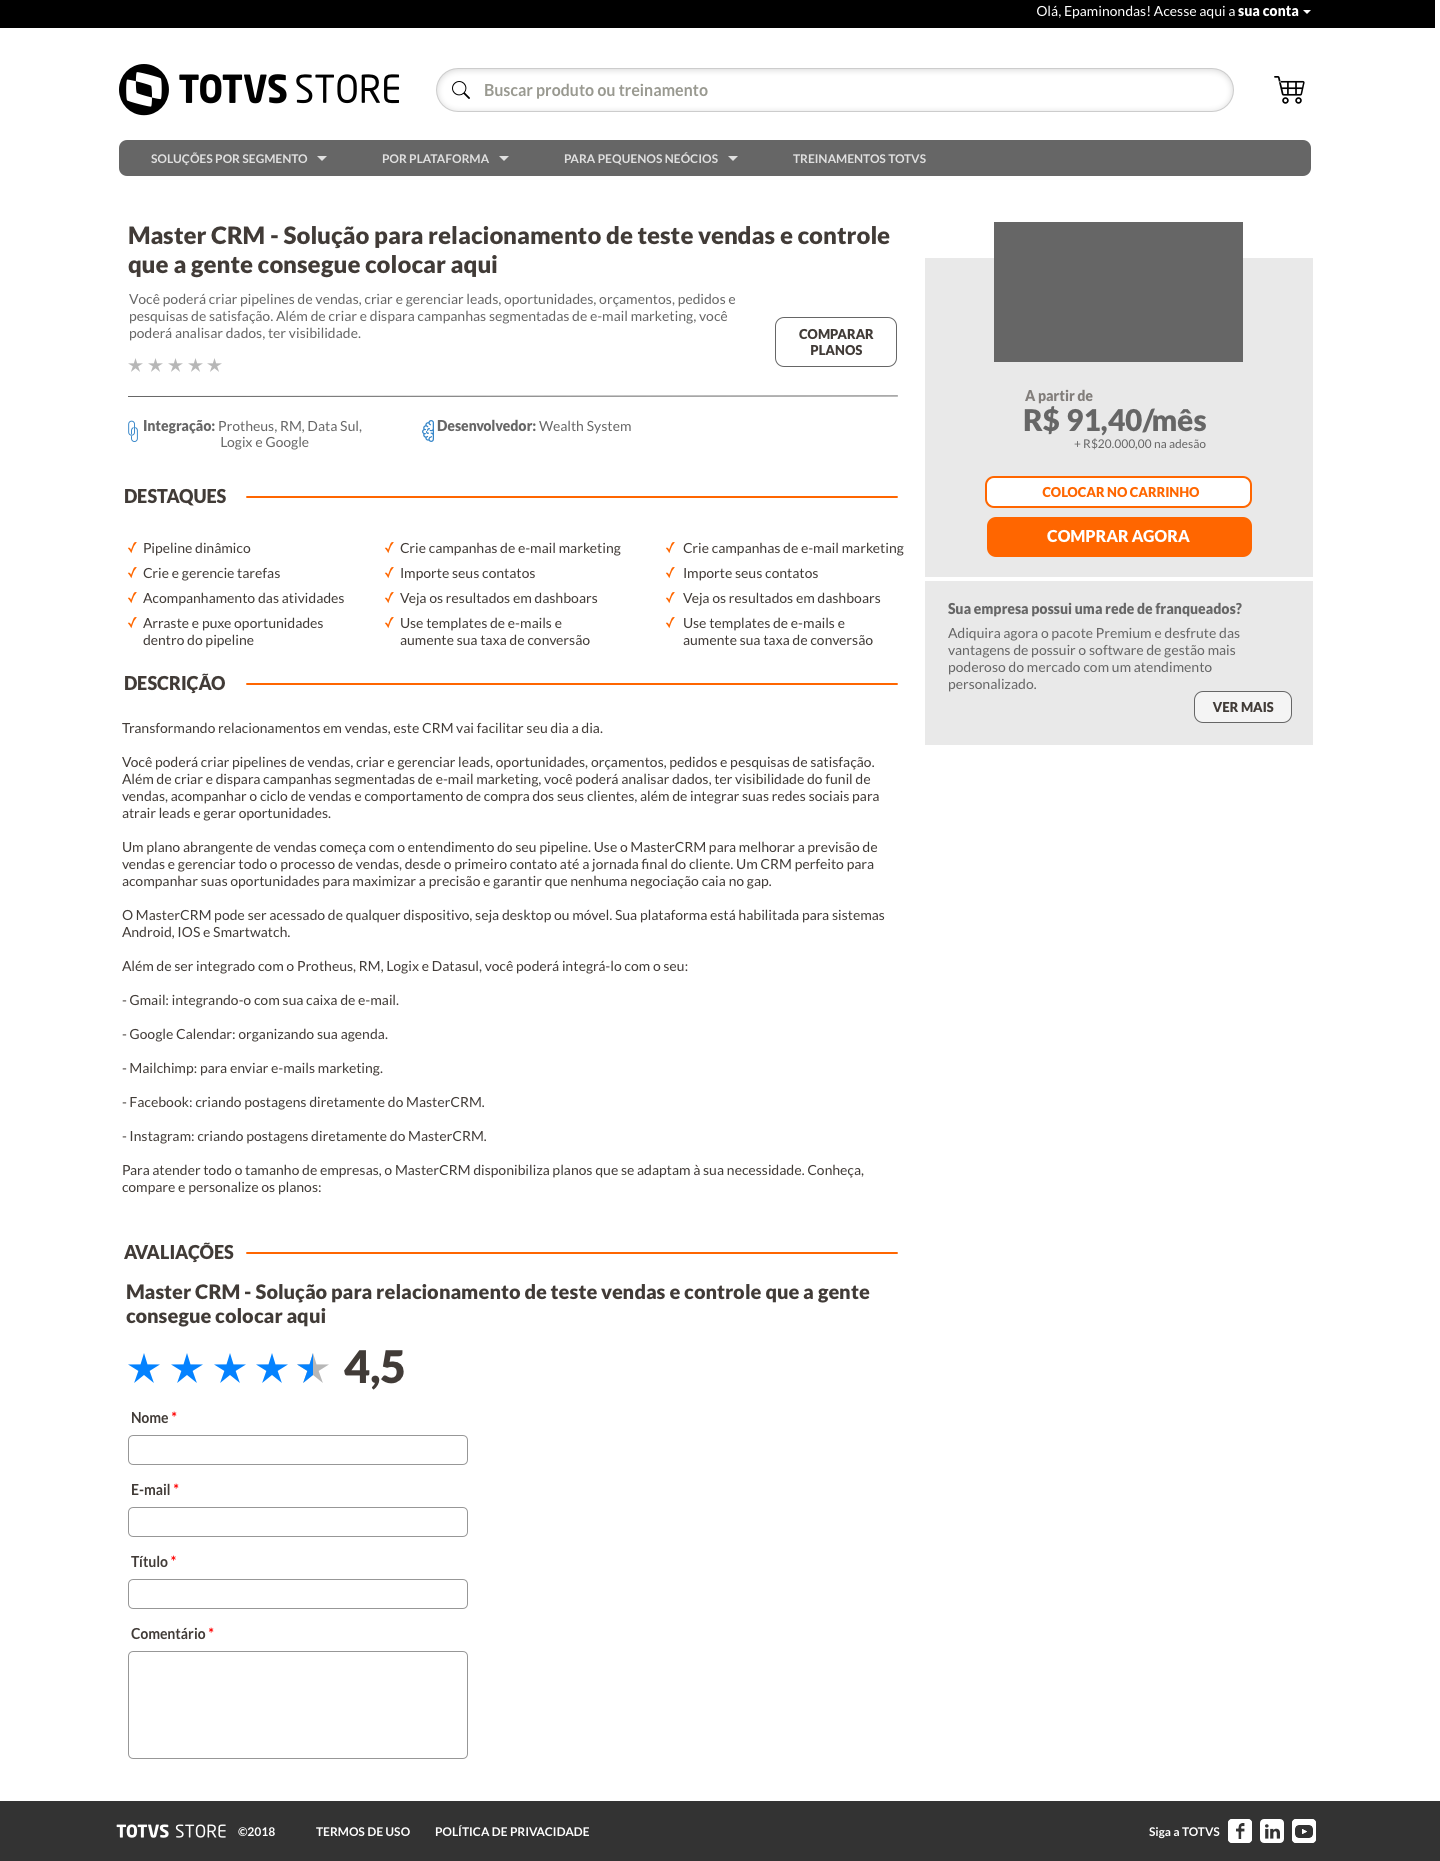 Olá, Epaminondas! Acesse aqui a sua conta
TOTVS STORE
Buscar produto ou treinamento
SOLUÇÕES POR SEGMENTO
POR PLATAFORMA
PARA PEQUENOS NEÓCIOS
TREINAMENTOS TOTVS
Master CRM - Solução para relacionamento de teste vendas e controle
que a gente consegue colocar aqui
Você poderá criar pipelines de vendas, criar e gerenciar leads, oportunidades, orçamentos, pedidos e
pesquisas de satisfação. Além de criar e dispara campanhas segmentadas de e-mail marketing, você
poderá analisar dados, ter visibilidade.
COMPARAR
PLANOS
Integração: Protheus, RM, Data Sul,
Logix e Google
Desenvolvedor: Wealth System
A partir de
R$ 91,40/mês
+ R$20.000,00 na adesão
COLOCAR NO CARRINHO
COMPRAR AGORA
Sua empresa possui uma rede de franqueados?
Adiquira agora o pacote Premium e desfrute das
vantagens de possuir o software de gestão mais
poderoso do mercado com um atendimento
personalizado.
VER MAIS
DESTAQUES
Pipeline dinâmico
Crie e gerencie tarefas
Acompanhamento das atividades
Arraste e puxe oportunidades
dentro do pipeline
Crie campanhas de e-mail marketing
Importe seus contatos
Veja os resultados em dashboars
Use templates de e-mails e
aumente sua taxa de conversão
Crie campanhas de e-mail marketing
Importe seus contatos
Veja os resultados em dashboars
Use templates de e-mails e
aumente sua taxa de conversão
DESCRIÇÃO
Transformando relacionamentos em vendas, este CRM vai facilitar seu dia a dia.
Você poderá criar pipelines de vendas, criar e gerenciar leads, oportunidades, orçamentos, pedidos e pesquisas de satisfação.
Além de criar e dispara campanhas segmentadas de e-mail marketing, você poderá analisar dados, ter visibilidade do funil de
vendas, acompanhar o ciclo de vendas e comportamento de compra dos seus clientes, além de integrar suas redes sociais para
atrair leads e gerar oportunidades.
Um plano abrangente de vendas começa com o entendimento do seu pipeline. Use o MasterCRM para melhorar a previsão de
vendas e gerenciar todo o processo de vendas, desde o primeiro contato até a jornada final do cliente. Um CRM perfeito para
acompanhar suas oportunidades para maximizar a precisão e garantir que nenhuma negociação caia no gap.
O MasterCRM pode ser acessado de qualquer dispositivo, seja desktop ou móvel. Sua plataforma está habilitada para sistemas
Android, IOS e Smartwatch.
Além de ser integrado com o Protheus, RM, Logix e Datasul, você poderá integrá-lo com o seu:
- Gmail: integrando-o com sua caixa de e-mail.
- Google Calendar: organizando sua agenda.
- Mailchimp: para enviar e-mails marketing.
- Facebook: criando postagens diretamente do MasterCRM.
- Instagram: criando postagens diretamente do MasterCRM.
Para atender todo o tamanho de empresas, o MasterCRM disponibiliza planos que se adaptam à sua necessidade. Conheça,
compare e personalize os planos:
AVALIAÇÕES
Master CRM - Solução para relacionamento de teste vendas e controle que a gente
consegue colocar aqui
4,5
Nome *
E-mail *
Título *
Comentário *
TOTVS STORE ©2018
TERMOS DE USO
POLÍTICA DE PRIVACIDADE
Siga a TOTVS